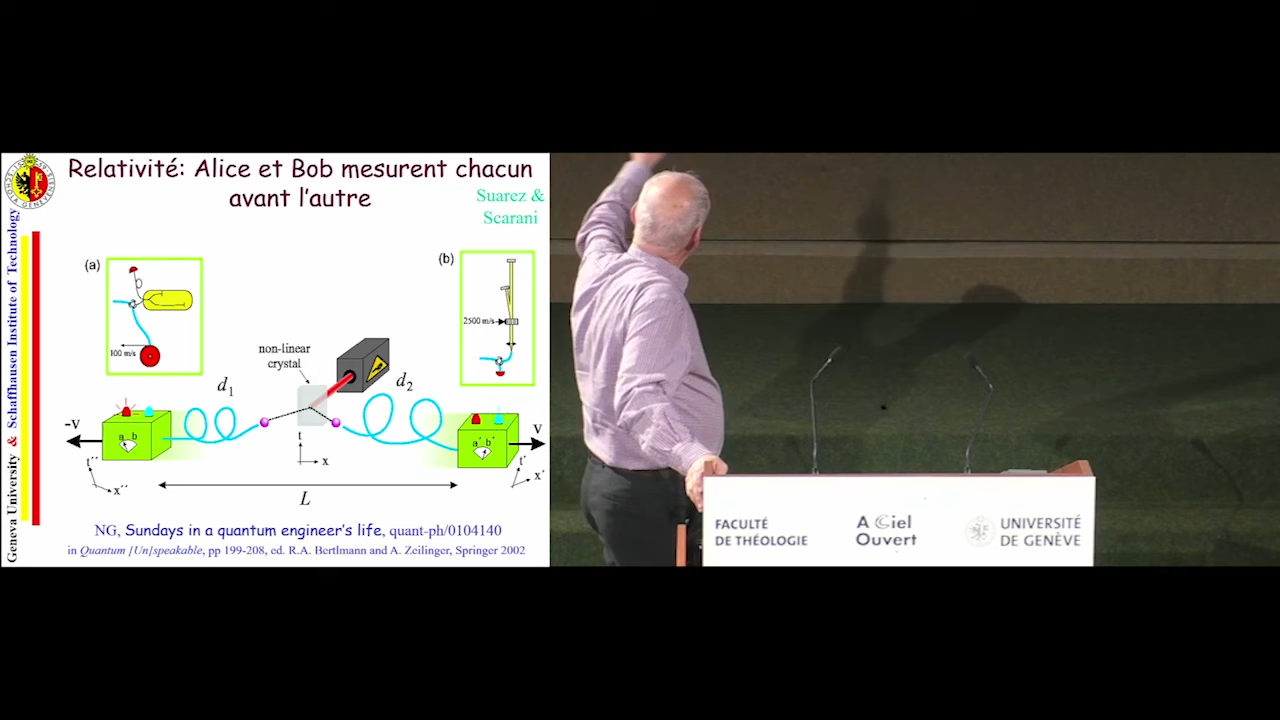 Relativité: Alice et Bob mesurent chacun
avant l'autre
Suarez &
Scarani
Geneva University & Schaffhausen Institute of Technology
(a)
100 m/s
(b)
2500 m/s
non-linear
crystal
d1
d2
-v
a b
t´´
x´´
t
x
v
a´ b´
t´
x´
L
NG, Sundays in a quantum engineer's life, quant-ph/0104140
in Quantum [Un]speakable, pp 199-208, ed. R.A. Bertlmann and A. Zeilinger, Springer 2002
FACULTÉ
DE THÉOLOGIE
A Ciel
Ouvert
UNIVERSITÉ
DE GENÈVE